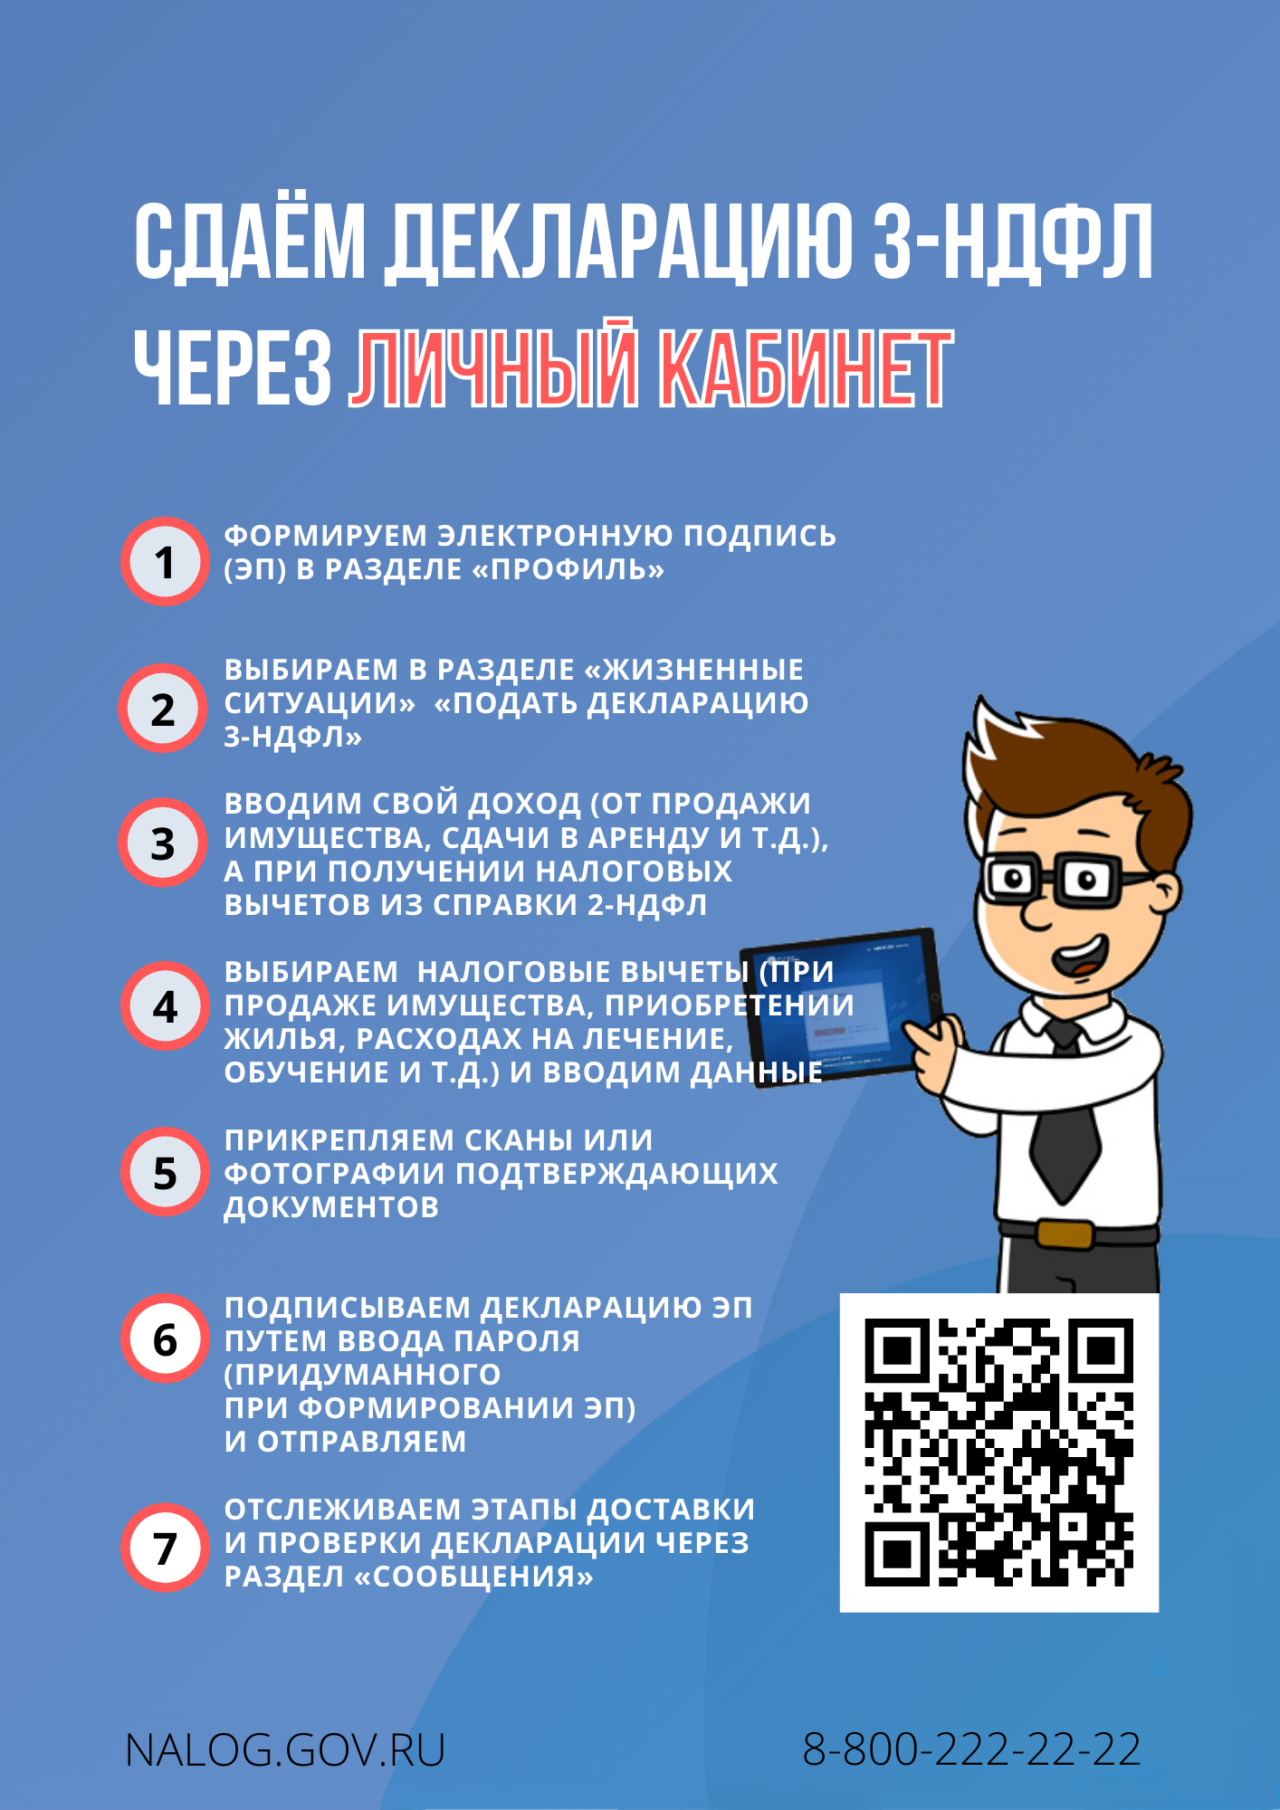 СДАЁМ ДЕКЛАРАЦИЮ 3-НДФЛ
ЧЕРЕЗ ЛИЧНЫЙ КАБИНЕТ
1
ФОРМИРУЕМ ЭЛЕКТРОННУЮ ПОДПИСЬ
(ЭП) В РАЗДЕЛЕ «ПРОФИЛЬ»
2
ВЫБИРАЕМ В РАЗДЕЛЕ «ЖИЗНЕННЫЕ
СИТУАЦИИ» «ПОДАТЬ ДЕКЛАРАЦИЮ
3-НДФЛ»
3
ВВОДИМ СВОЙ ДОХОД (ОТ ПРОДАЖИ
ИМУЩЕСТВА, СДАЧИ В АРЕНДУ И Т.Д.),
А ПРИ ПОЛУЧЕНИИ НАЛОГОВЫХ
ВЫЧЕТОВ ИЗ СПРАВКИ 2-НДФЛ
4
ВЫБИРАЕМ НАЛОГОВЫЕ ВЫЧЕТЫ (ПРИ
ПРОДАЖЕ ИМУЩЕСТВА, ПРИОБРЕТЕНИИ
ЖИЛЬЯ, РАСХОДАХ НА ЛЕЧЕНИЕ,
ОБУЧЕНИЕ И Т.Д.) И ВВОДИМ ДАННЫЕ
5
ПРИКРЕПЛЯЕМ СКАНЫ ИЛИ
ФОТОГРАФИИ ПОДТВЕРЖДАЮЩИХ
ДОКУМЕНТОВ
6
ПОДПИСЫВАЕМ ДЕКЛАРАЦИЮ ЭП
ПУТЕМ ВВОДА ПАРОЛЯ
(ПРИДУМАННОГО
ПРИ ФОРМИРОВАНИИ ЭП)
И ОТПРАВЛЯЕМ
7
ОТСЛЕЖИВАЕМ ЭТАПЫ ДОСТАВКИ
И ПРОВЕРКИ ДЕКЛАРАЦИИ ЧЕРЕЗ
РАЗДЕЛ «СООБЩЕНИЯ»
NALOG.GOV.RU
8-800-222-22-22